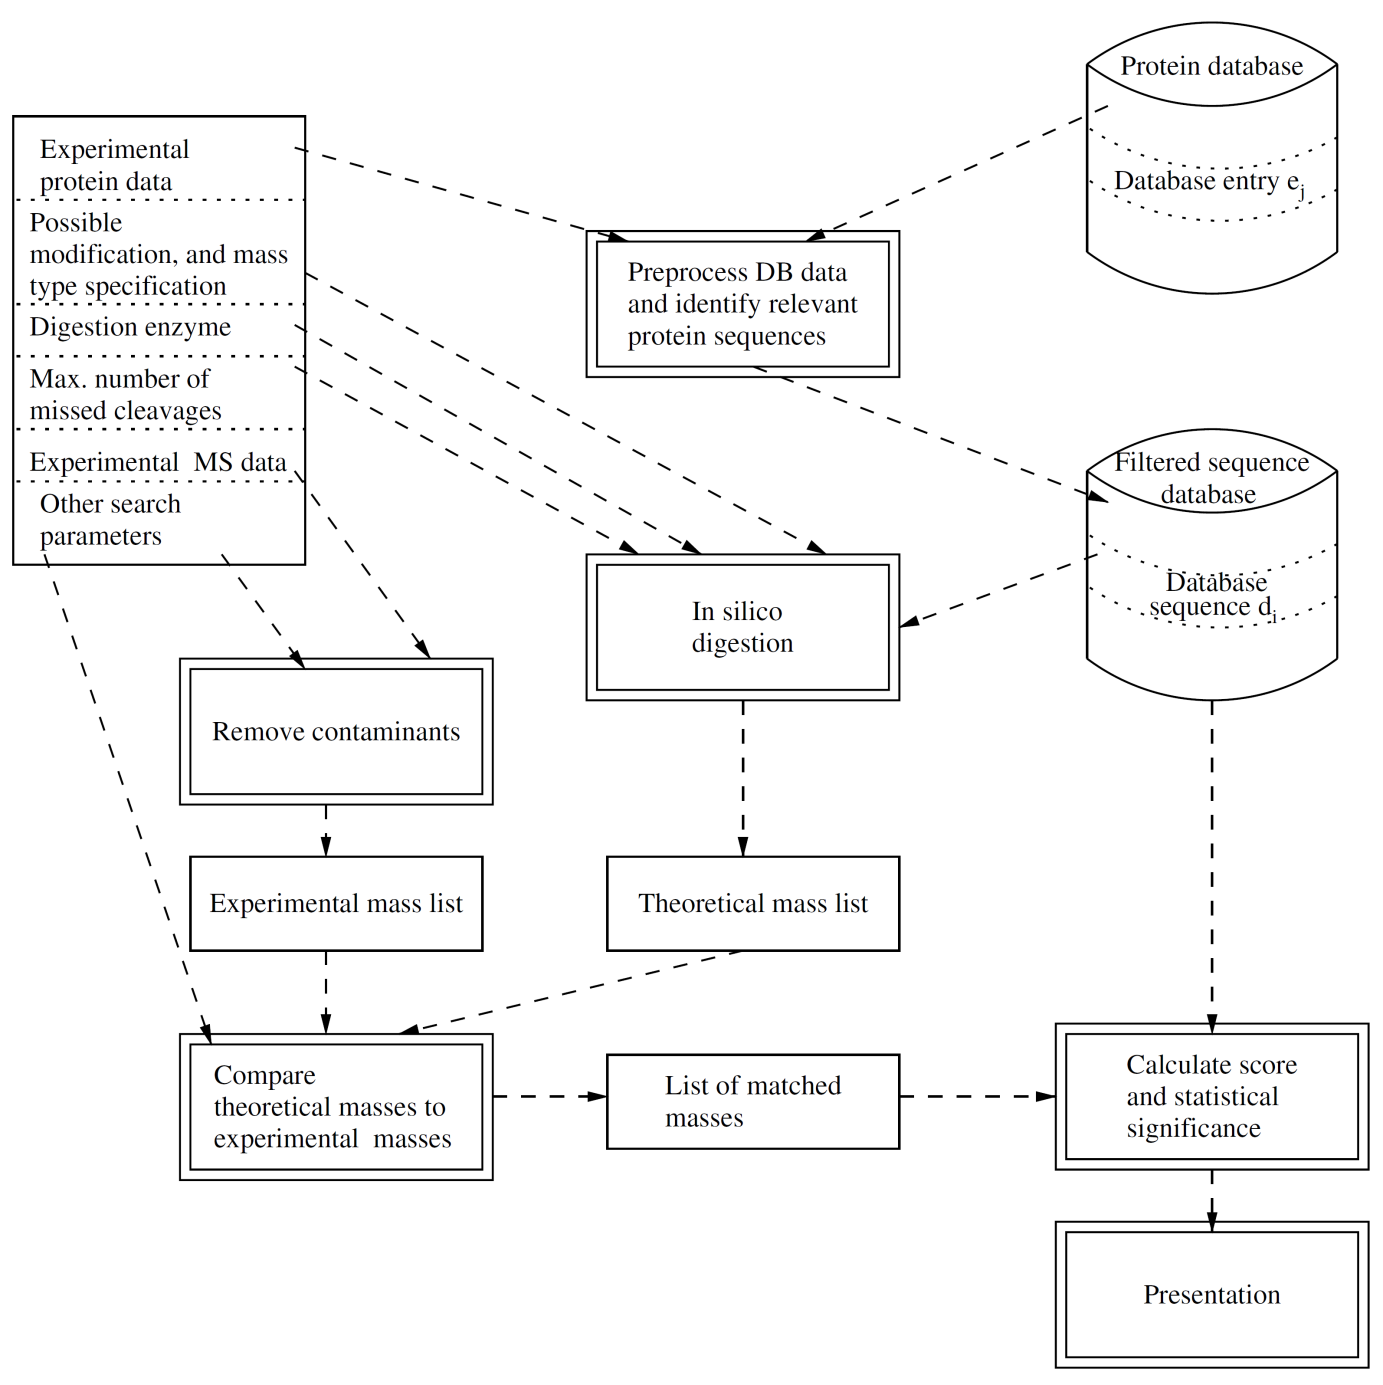 Protein database
Database entry ej
Experimental
protein data
Possible
modification, and mass
type specification
Digestion enzyme
Max. number of
missed cleavages
Experimental MS data
Other search
parameters
Preprocess DB data
and identify relevant
protein sequences
Filtered sequence
database
Database
sequence di
In silico
digestion
Remove contaminants
Experimental mass list
Theoretical mass list
Compare
theoretical masses to
experimental masses
List of matched
masses
Calculate score
and statistical
significance
Presentation